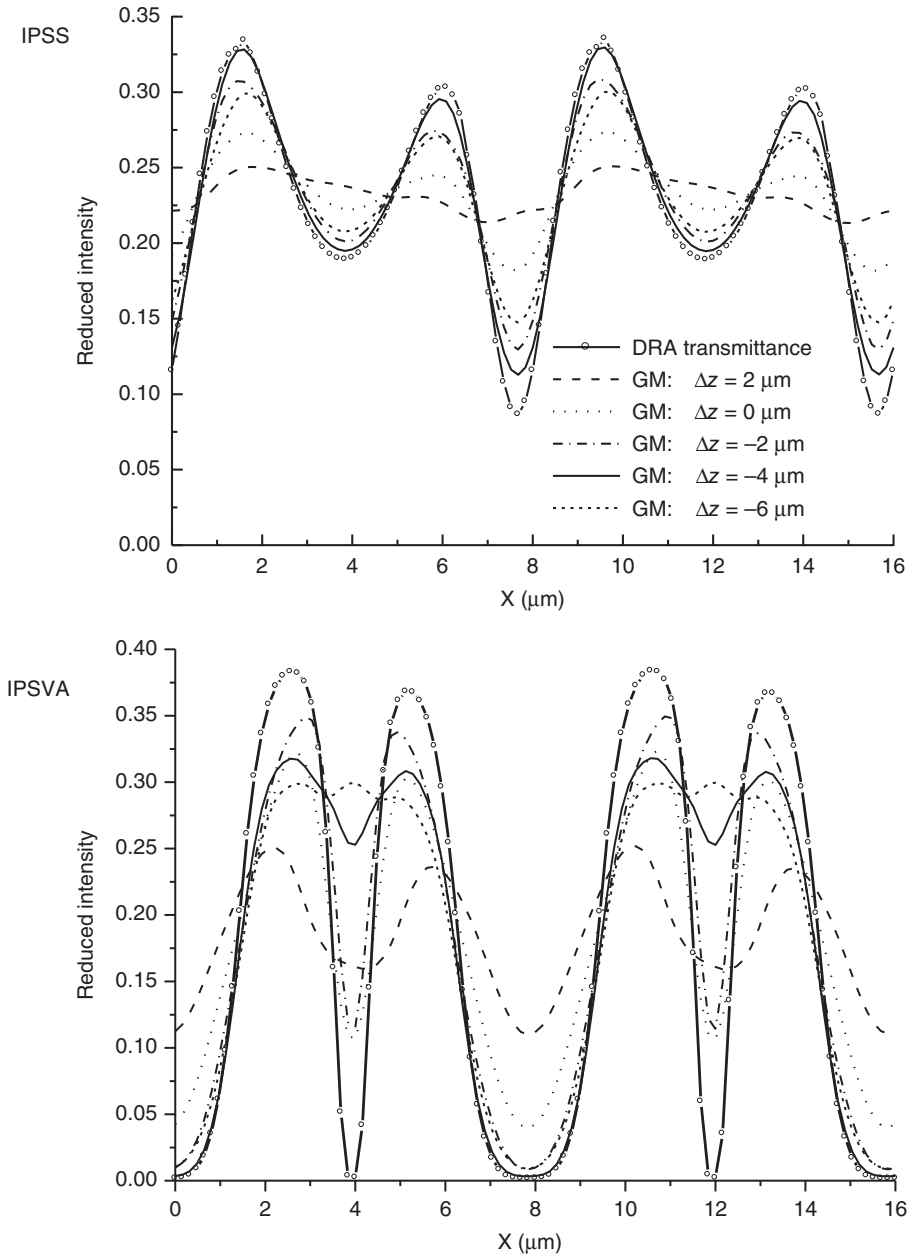 IPSS
Reduced intensity
0.35
0.30
0.25
0.20
0.15
0.10
0.05
0.00
DRA transmittance
GM: Δz = 2 μm
GM: Δz = 0 μm
GM: Δz = –2 μm
GM: Δz = –4 μm
GM: Δz = –6 μm
0 2 4 6 8 10 12 14 16
X (μm)
IPSVA
Reduced intensity
0.40
0.35
0.30
0.25
0.20
0.15
0.10
0.05
0.00
0 2 4 6 8 10 12 14 16
X (μm)